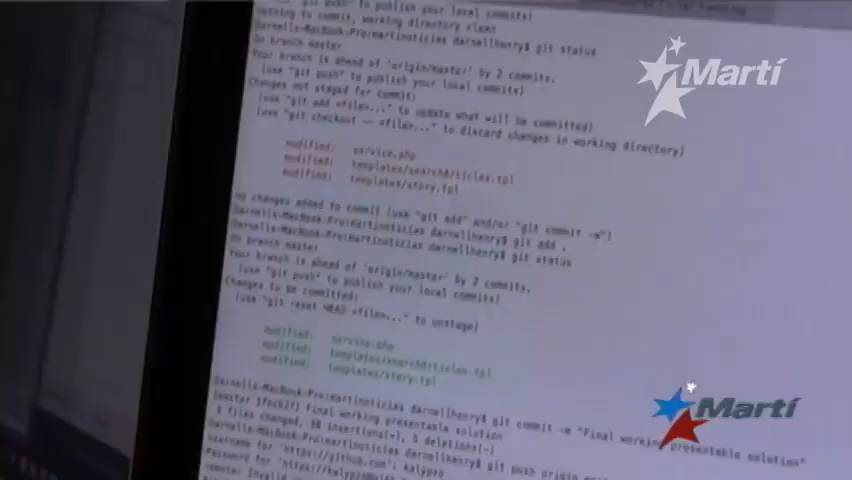 "git push" to publish your local commits)
nothing to commit, working directory clean
Darnells-MacBook-Pro:martinoticias darnellhenry$ git status
On branch master
Your branch is ahead of 'origin/master' by 2 commits.
(use "git push" to publish your local commits)
Changes not staged for commit:
(use "git add <file>..." to update what will be committed)
(use "git checkout -- <file>..." to discard changes in working directory)
modified: service.php
modified: templates/searchArticles.tpl
modified: templates/story.tpl
no changes added to commit (use "git add" and/or "git commit -a")
Darnells-MacBook-Pro:martinoticias darnellhenry$ git add .
Darnells-MacBook-Pro:martinoticias darnellhenry$ git status
On branch master
Your branch is ahead of 'origin/master' by 2 commits.
(use "git push" to publish your local commits)
Changes to be committed:
(use "git reset HEAD <file>..." to unstage)
modified: service.php
modified: templates/searchArticles.tpl
modified: templates/story.tpl
Darnells-MacBook-Pro:martinoticias darnellhenry$ git commit -m "Final working presentable solution"
[master Final working presentable solution
3 files changed, insertions(+), 5 deletions(-)
Darnells-MacBook-Pro:martinoticias darnellhenry$ git push origin
Username for 'https://github.com': kalypro
Password for 'https://kalypro@
remote: Invalid
Martí
Martí